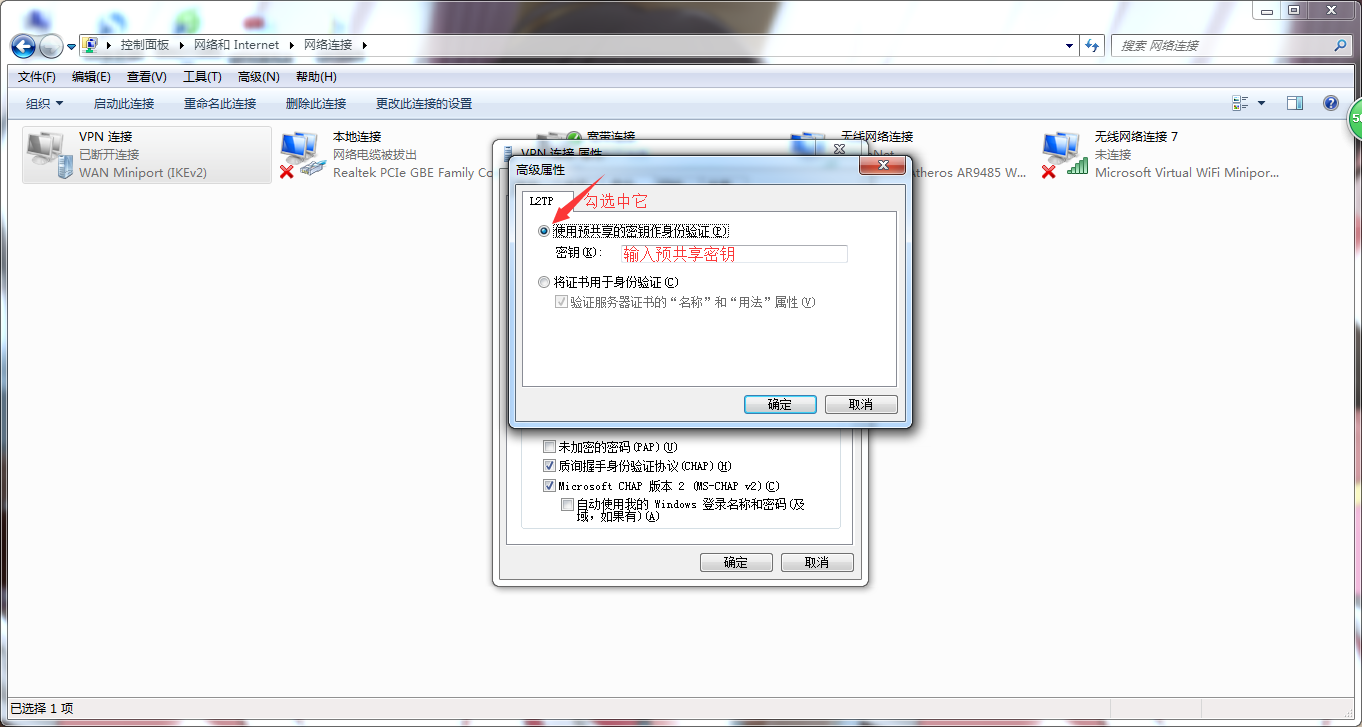 控制面板 网络和 Internet 网络连接
搜索 网络连接
文件(F) 编辑(E) 查看(V) 工具(T) 高级(N) 帮助(H)
组织 启动此连接 重命名此连接 删除此连接 更改此连接的设置
VPN 连接
已断开连接
WAN Miniport (IKEv2)
本地连接
网络电缆被拔出
Realtek PCIe GBE Family Co
宽带连接
无线网络连接
Atheros AR9485 W...
无线网络连接 7
未连接
Microsoft Virtual WiFi Minipor...
VPN 连接 属性
高级属性
L2TP
勾选中它
使用预共享的密钥作身份验证(P)
密钥(K):
输入预共享密钥
将证书用于身份验证(C)
验证服务器证书的“名称”和“用法”属性(V)
确定 取消
未加密的密码(PAP)(U)
质询握手身份验证协议(CHAP)(H)
Microsoft CHAP 版本 2 (MS-CHAP v2)(C)
自动使用我的 Windows 登录名称和密码(及
域，如果有)(A)
确定 取消
已选择 1 项